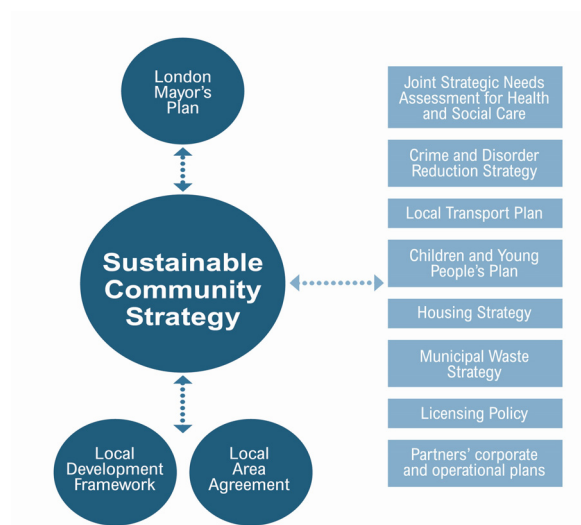 London
Mayor's
Plan
Sustainable
Community
Strategy
Local
Development
Framework
Local
Area
Agreement
Joint Strategic Needs
Assessment for Health
and Social Care
Crime and Disorder
Reduction Strategy
Local Transport Plan
Children and Young
People's Plan
Housing Strategy
Municipal Waste
Strategy
Licensing Policy
Partners' corporate
and operational plans